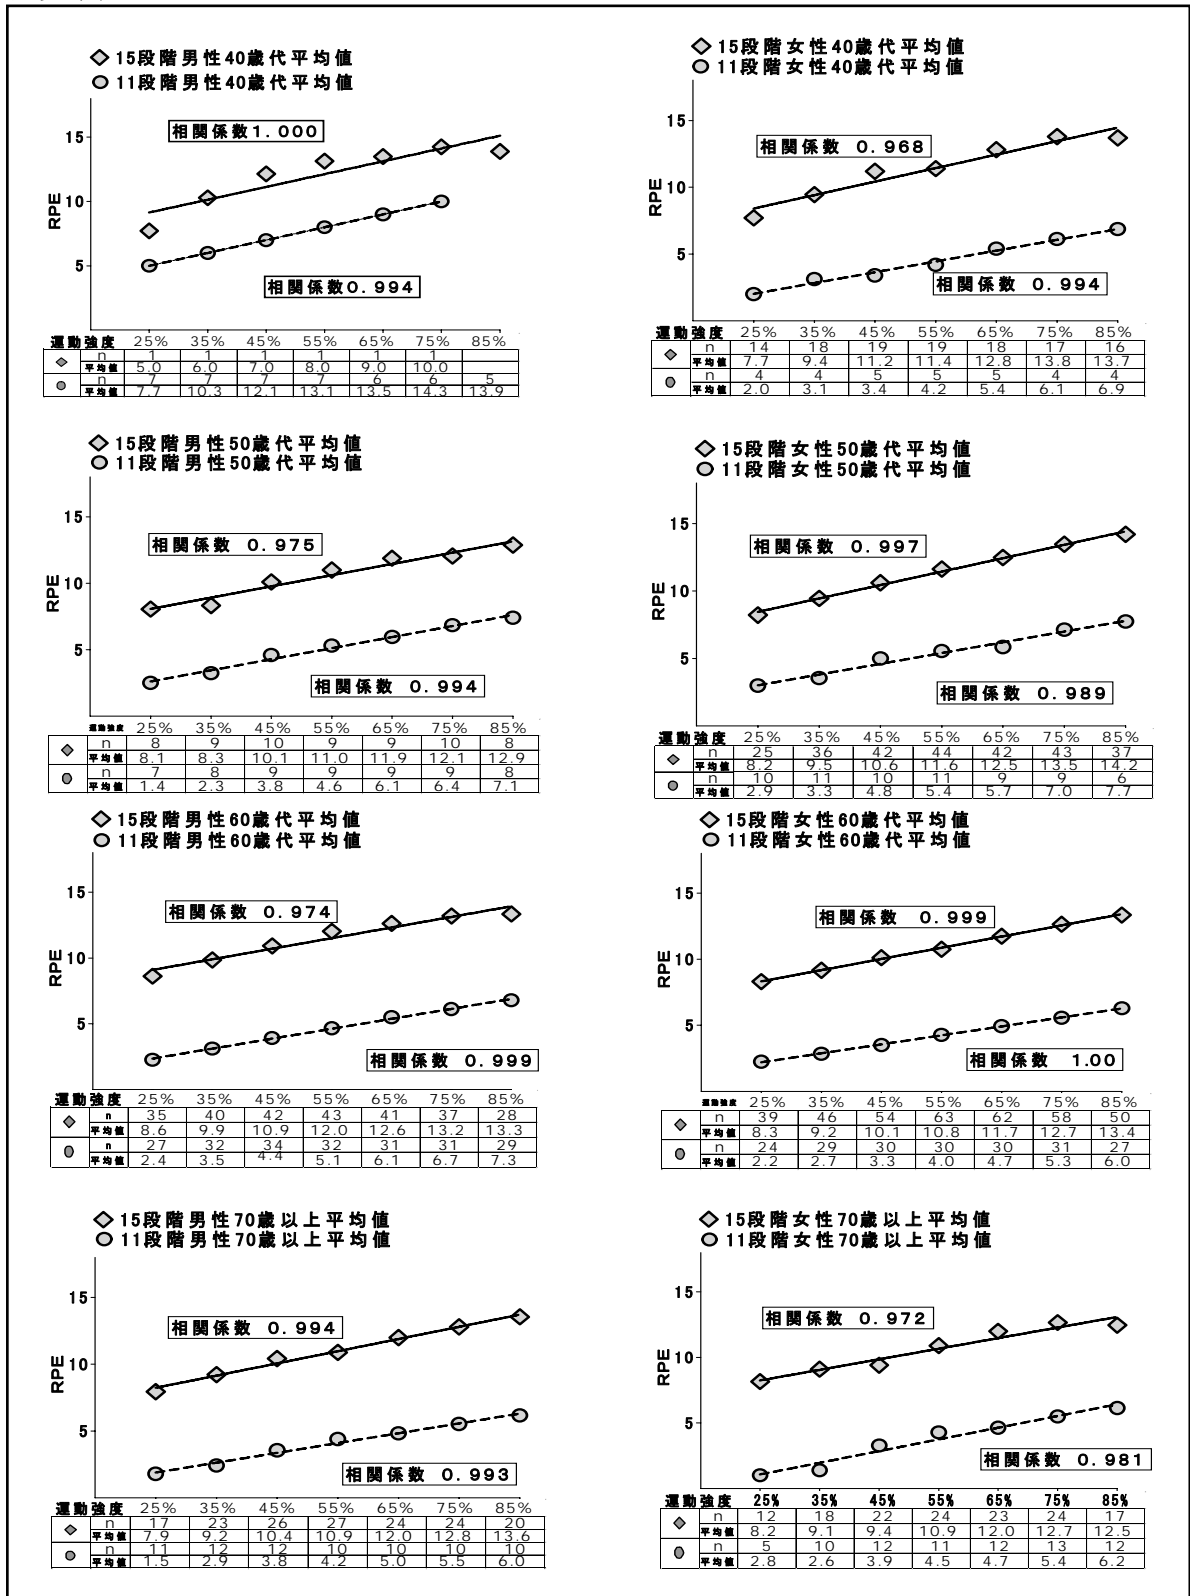 15段階男性40歳代平均値
11段階男性40歳代平均値
15
10
5
RPE
相関係数1.000
相関係数0.994
運動強度 25% 35% 45% 55% 65% 75% 85%
n 1 1 1 1 1 1
平均値 5.0 6.0 7.0 8.0 9.0 10.0
n 7 7 7 7 6 6 5
平均値 7.7 10.3 12.1 13.1 13.5 14.3 13.9
15段階女性40歳代平均値
11段階女性40歳代平均値
15
10
5
RPE
相関係数 0.968
相関係数 0.994
運動強度 25% 35% 45% 55% 65% 75% 85%
n 14 18 19 19 18 17 16
平均値 7.7 9.4 11.2 11.4 12.8 13.8 13.7
n 4 4 5 5 5 4 4
平均値 2.0 3.1 3.4 4.2 5.4 6.1 6.9
15段階男性50歳代平均値
11段階男性50歳代平均値
15
10
5
RPE
相関係数 0.975
相関係数 0.994
運動強度 25% 35% 45% 55% 65% 75% 85%
n 8 9 10 9 9 10 8
平均値 8.1 8.3 10.1 11.0 11.9 12.1 12.9
n 7 8 9 9 9 9 8
平均値 1.4 2.3 3.8 4.6 6.1 6.4 7.1
15段階女性50歳代平均値
11段階女性50歳代平均値
15
10
5
RPE
相関係数 0.997
相関係数 0.989
運動強度 25% 35% 45% 55% 65% 75% 85%
n 25 36 42 44 42 43 37
平均値 8.2 9.5 10.6 11.6 12.5 13.5 14.2
n 10 11 10 11 9 9 6
平均値 2.9 3.3 4.8 5.4 5.7 7.0 7.7
15段階男性60歳代平均値
11段階男性60歳代平均値
15
10
5
RPE
相関係数 0.974
相関係数 0.999
運動強度 25% 35% 45% 55% 65% 75% 85%
n 35 40 42 43 41 37 28
平均値 8.6 9.9 10.9 12.0 12.6 13.2 13.3
n 27 32 34 32 31 31 29
平均値 2.4 3.5 4.4 5.1 6.1 6.7 7.3
15段階女性60歳代平均値
11段階女性60歳代平均値
15
10
5
RPE
相関係数 0.999
相関係数 1.00
運動強度 25% 35% 45% 55% 65% 75% 85%
n 39 46 54 63 62 58 50
平均値 8.3 9.2 10.1 10.8 11.7 12.7 13.4
n 24 29 30 30 30 31 27
平均値 2.2 2.7 3.3 4.0 4.7 5.3 6.0
15段階男性70歳以上平均値
11段階男性70歳以上平均値
15
10
5
RPE
相関係数 0.994
相関係数 0.993
運動強度 25% 35% 45% 55% 65% 75% 85%
n 17 23 26 27 24 24 20
平均値 7.9 9.2 10.4 10.9 12.0 12.8 13.6
n 11 12 12 10 10 10 10
平均値 1.5 2.9 3.8 4.2 5.0 5.5 6.0
15段階女性70歳以上平均値
11段階女性70歳以上平均値
15
10
5
RPE
相関係数 0.972
相関係数 0.981
運動強度 25% 35% 45% 55% 65% 75% 85%
n 12 18 22 24 23 24 17
平均値 8.2 9.1 9.4 10.9 12.0 12.7 12.5
n 5 10 12 11 12 13 12
平均値 2.8 2.6 3.9 4.5 4.7 5.4 6.2